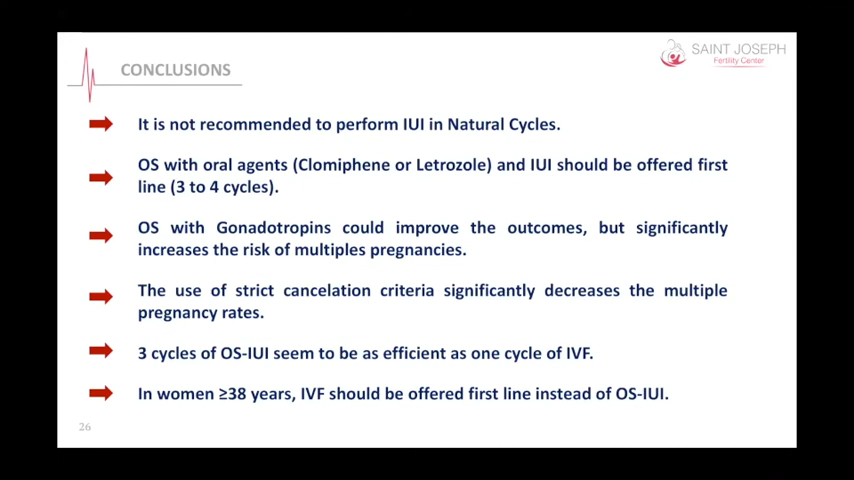 CONCLUSIONS
SAINT JOSEPH
Fertility Center
It is not recommended to perform IUI in Natural Cycles.
OS with oral agents (Clomiphene or Letrozole) and IUI should be offered first
line (3 to 4 cycles).
OS with Gonadotropins could improve the outcomes, but significantly
increases the risk of multiples pregnancies.
The use of strict cancelation criteria significantly decreases the multiple
pregnancy rates.
3 cycles of OS-IUI seem to be as efficient as one cycle of IVF.
In women ≥38 years, IVF should be offered first line instead of OS-IUI.
26